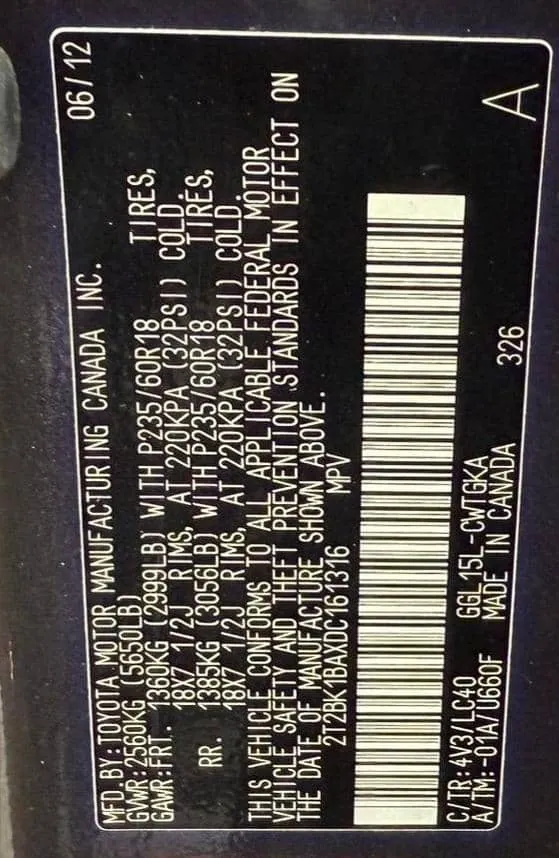 MFD.BY:TOYOTA MOTOR MANUFACTURING CANADA INC. 06/12
GVWR:2560KG (5650LB)
GAWR:FRT. 1360KG (2999LB) WITH P235/60R18 TIRES,
18X7 1/2J RIMS, AT 220KPA (32PSI) COLD.
RR. 1385KG (3056LB) WITH P235/60R18 TIRES,
18X7 1/2J RIMS, AT 220KPA (32PSI) COLD.
THIS VEHICLE CONFORMS TO ALL APPLICABLE FEDERAL MOTOR
VEHICLE SAFETY AND THEFT PREVENTION STANDARDS IN EFFECT ON
THE DATE OF MANUFACTURE SHOWN ABOVE.
2T2BK1BAXDC161316 MPV
C/TR:4V3/LC40 GGL15L-CWTGKA
A/TM:-01A/U660F MADE IN CANADA 326 A